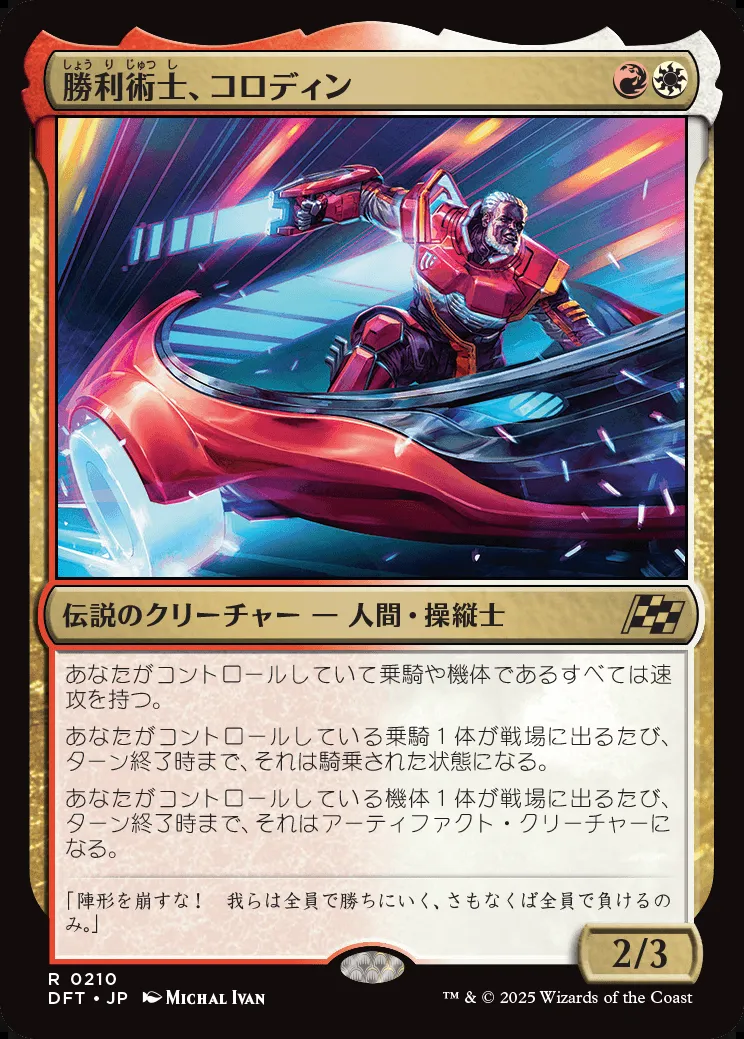 しょう り じゅつ し
勝利術士、コロディン
伝説のクリーチャー — 人間・操縦士
あなたがコントロールしていて乗騎や機体であるすべては速
攻を持つ。
あなたがコントロールしている乗騎１体が戦場に出るたび、
ターン終了時まで、それは騎乗された状態になる。
あなたがコントロールしている機体１体が戦場に出るたび、
ターン終了時まで、それはアーティファクト・クリーチャーに
なる。
「陣形を崩すな！　我らは全員で勝ちにいく、さもなくば全員で負けるの
み。」
2/3
R 0210
DFT • JP Michal Ivan
™ & © 2025 Wizards of the Coast